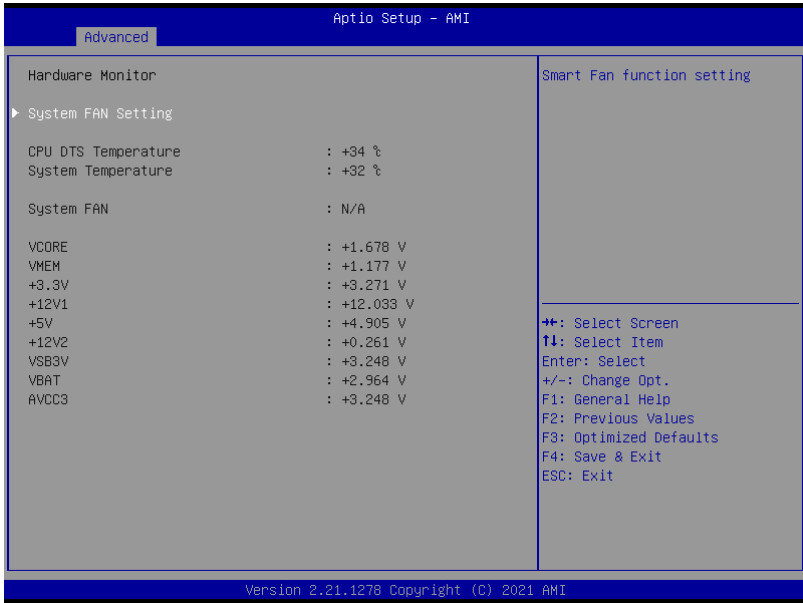 Aptio Setup – AMI
Advanced
Hardware Monitor
System FAN Setting
CPU DTS Temperature : +34 ℃
System Temperature : +32 ℃
System FAN : N/A
VCORE : +1.678 V
VMEM : +1.177 V
+3.3V : +3.271 V
+12V1 : +12.033 V
+5V : +4.905 V
+12V2 : +0.261 V
VSB3V : +3.248 V
VBAT : +2.964 V
AVCC3 : +3.248 V
Smart Fan function setting
→←: Select Screen
↑↓: Select Item
Enter: Select
+/-: Change Opt.
F1: General Help
F2: Previous Values
F3: Optimized Defaults
F4: Save & Exit
ESC: Exit
Version 2.21.1278 Copyright (C) 2021 AMI